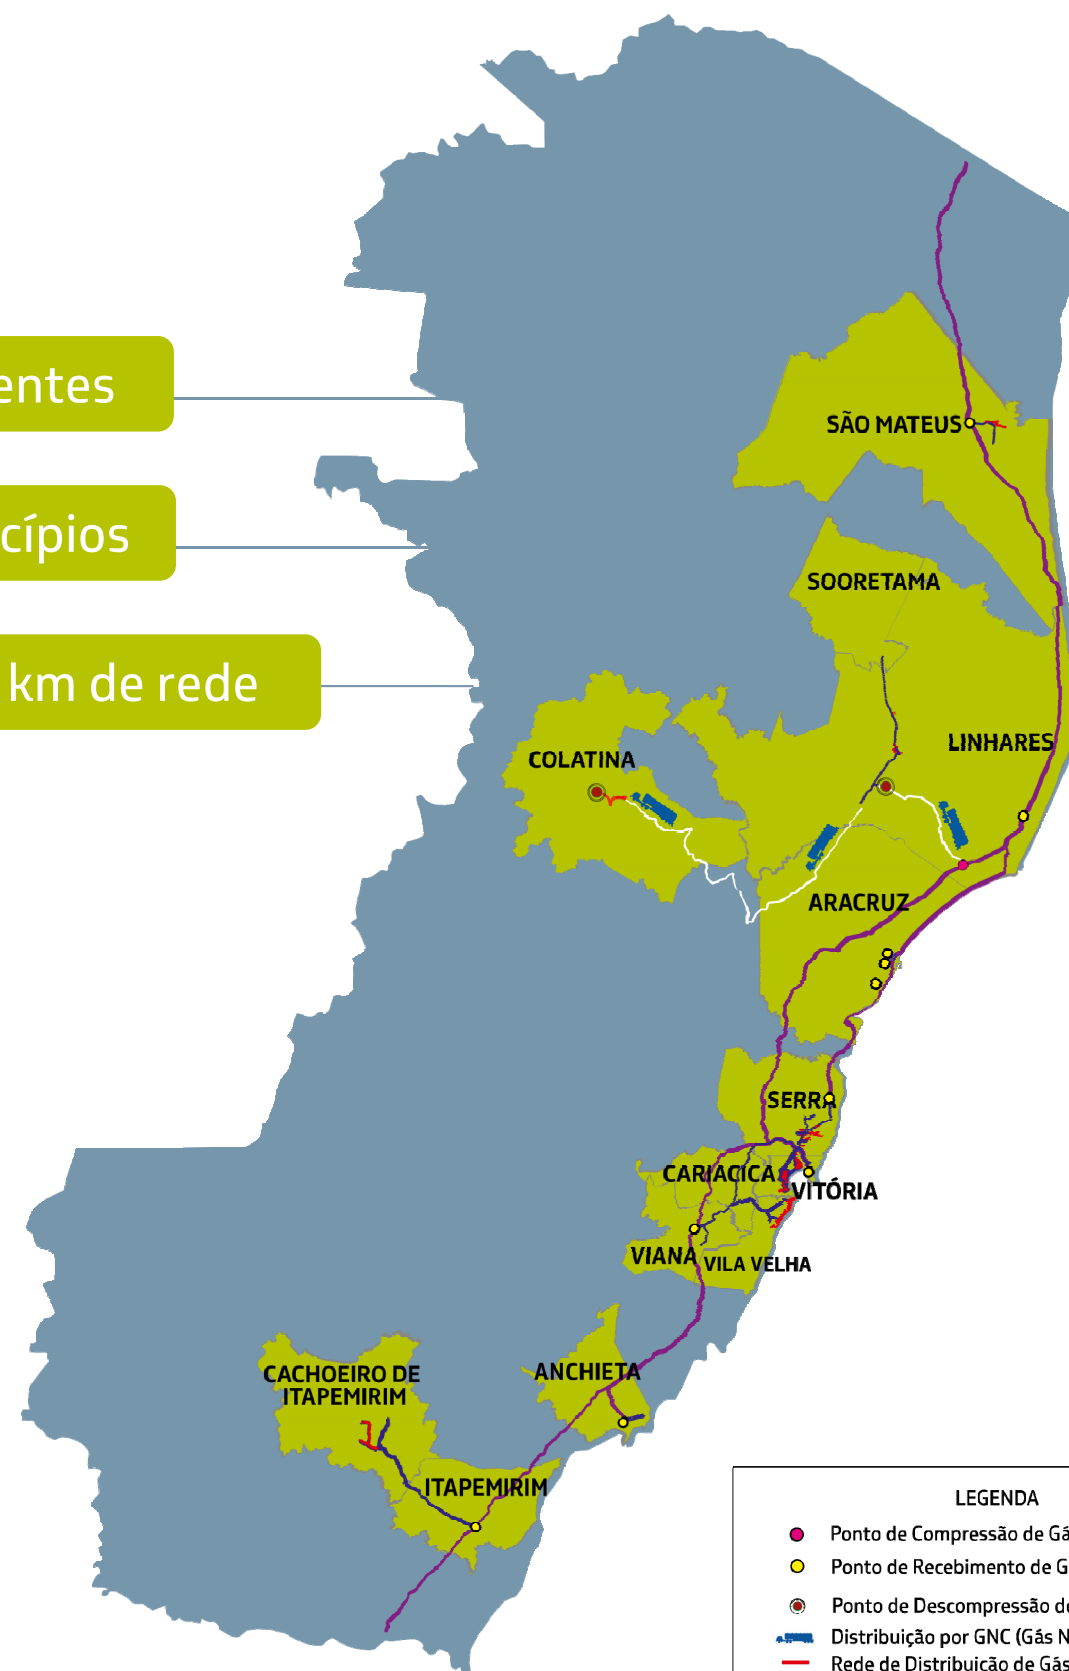 entes
cípios
km de rede
SÃO MATEUS
SOORETAMA
LINHARES
COLATINA
ARACRUZ
SERRA
CARIACICA
VITÓRIA
VIANA
VILA VELHA
ANCHIETA
CACHOEIRO DE
ITAPEMIRIM
ITAPEMIRIM
LEGENDA
Ponto de Compressão de Gá
Ponto de Recebimento de G
Ponto de Descompressão de
Distribuição por GNC (Gás N
Rede de Distribuição de Gás